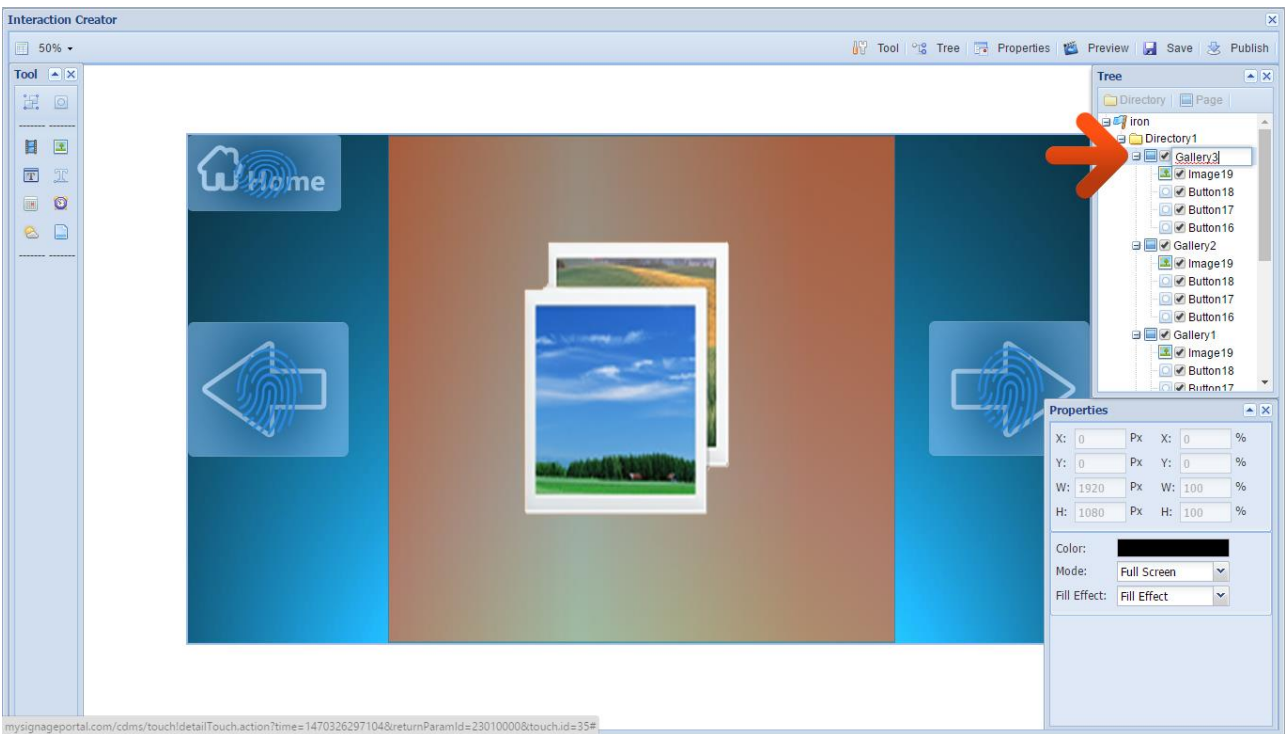 Interaction Creator
50% Tool Tree Properties Preview Save Publish
Tool
Home
Tree
Directory Page
iron
Directory1
Gallery3
Image19
Button18
Button17
Button16
Gallery2
Image19
Button18
Button17
Button16
Gallery1
Image19
Button18
Button17
Properties
X: 0 Px X: 0 %
Y: 0 Px Y: 0 %
W: 1920 Px W: 100 %
H: 1080 Px H: 100 %
Color:
Mode: Full Screen
Fill Effect: Fill Effect
mysignageportal.com/cdms/touch!detailTouch.action?time=1470326297104&returnParamId=23010000&touch.id=35#